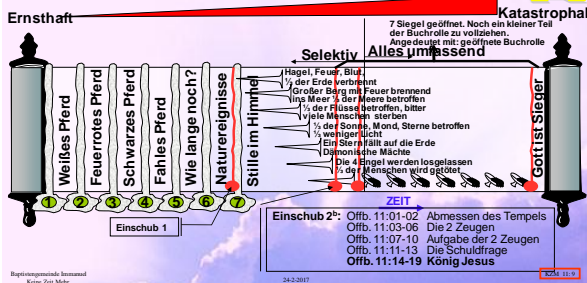 Ernsthaft
Katastrophal
7 Siegel geöffnet. Noch ein kleiner Teil
der Buchrolle zu vollziehen.
Angedeutet mit: geöffnete Buchrolle
Selektiv
Alles umfassend
Weißes Pferd
Feuerrotes Pferd
Schwarzes Pferd
Fahles Pferd
Wie lange noch?
Naturereignisse
Stille im Himmel
Hagel, Feuer, Blut,
⅓ der Erde verbrennt
Großer Berg mit Feuer brennend
ins Meer ⅓ der Meere betroffen
⅓ der Flüsse betroffen, bitter
viele Menschen sterben
⅓ der Sonne, Mond, Sterne betroffen
⅓ weniger Licht
Ein Stern fällt auf die Erde
Dämonische Mächte
Die 4 Engel werden losgelassen
⅓ der Menschen wird getötet
Gott ist Sieger
1 2 3 4 5 6 7
Einschub 1
ZEIT
Einschub 2ᵇ: Offb. 11:01-02 Abmessen des Tempels
Offb. 11:03-06 Die 2 Zeugen
Offb. 11:07-10 Aufgabe der 2 Zeugen
Offb. 11:11-13 Die Schuldfrage
Offb. 11:14-19 König Jesus
Baptistengemeinde Immanuel
Keine Zeit Mehr
24-2-2017
KZM 11: 9